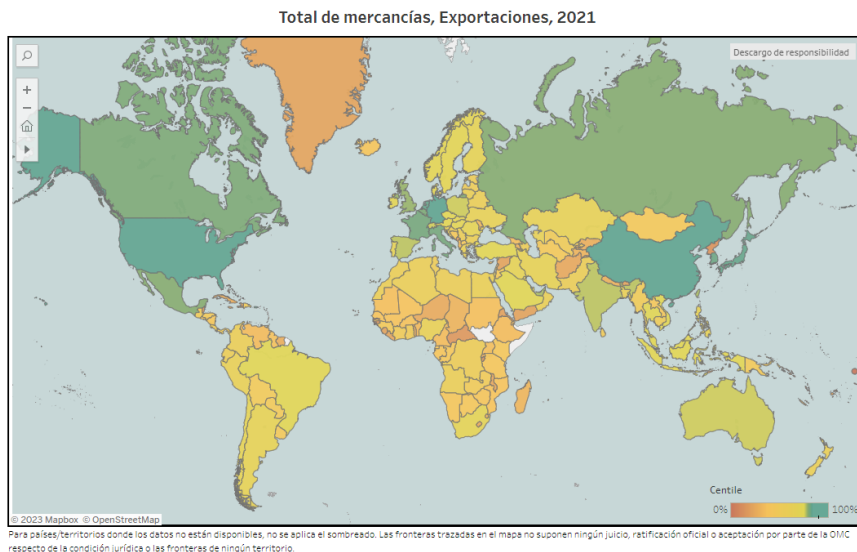 Total de mercancías, Exportaciones, 2021
Descargo de responsabilidad
Centile
0%
100%
© 2023 Mapbox © OpenStreetMap
Para países/territorios donde los datos no están disponibles, no se aplica el sombreado. Las fronteras trazadas en el mapa no suponen ningún juicio, ratificación oficial o aceptación por parte de la OMC
respecto de la condición jurídica o las fronteras de ningún territorio.